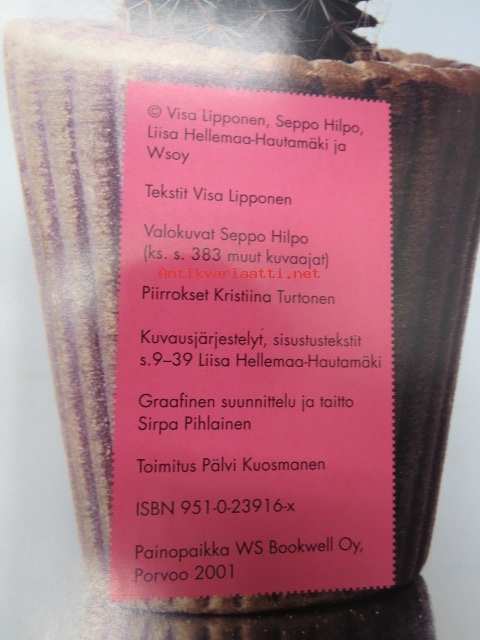 © Visa Lipponen, Seppo Hilpo,
Liisa Hellemaa-Hautamäki ja
Wsoy
Tekstit Visa Lipponen
Valokuvat Seppo Hilpo
(ks. s. 383 muut kuvaajat)
Antikvariaatti.net
Piirrokset Kristiina Turtonen
Kuvausjärjestelyt, sisustustekstit
s.9–39 Liisa Hellemaa-Hautamäki
Graafinen suunnittelu ja taitto
Sirpa Pihlainen
Toimitus Pälvi Kuosmanen
ISBN 951-0-23916-x
Painopaikka WS Bookwell Oy,
Porvoo 2001